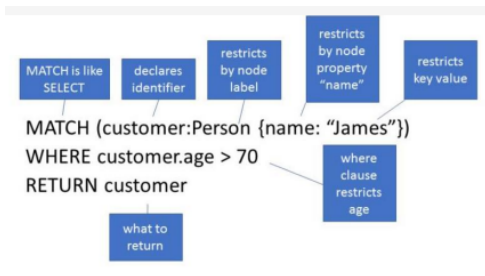 MATCH is like
SELECT
declares
identifier
restricts
by node
label
restricts
by node
property
“name”
restricts
key value
MATCH (customer:Person {name: “James”})
WHERE customer.age > 70
RETURN customer
where
clause
restricts
age
what to
return